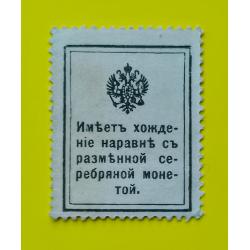 Имѣетъ хожде-
ніе наравнѣ съ
размѣнной се-
ребряной моне-
той.